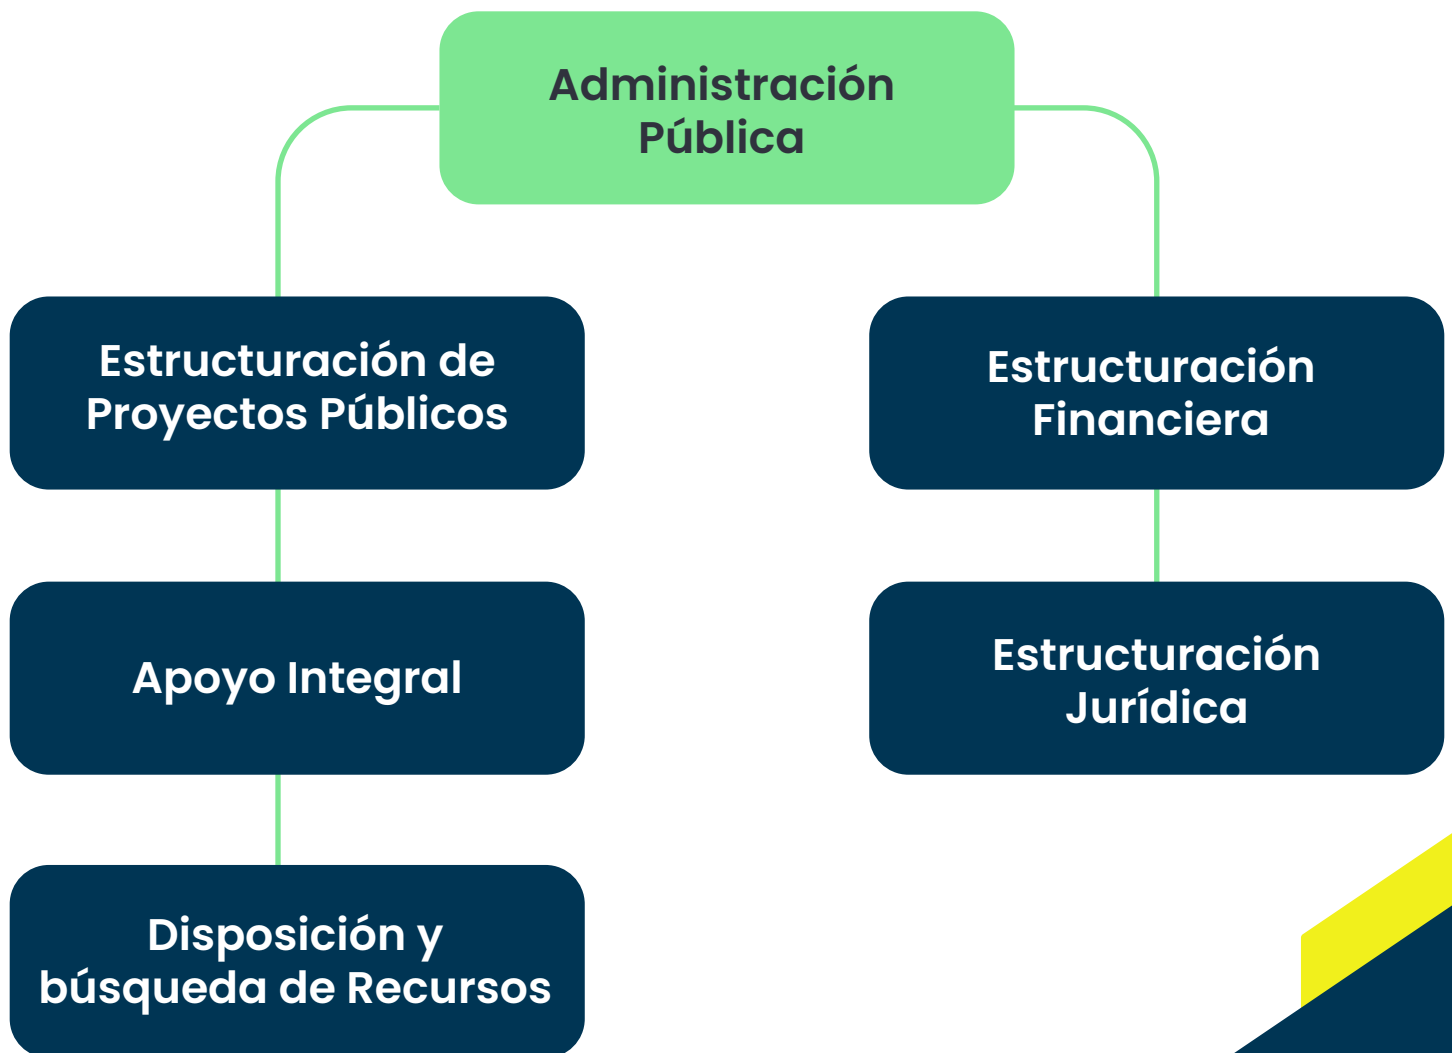 Administración
Pública
Estructuración de
Proyectos Públicos
Estructuración
Financiera
Apoyo Integral
Estructuración
Jurídica
Disposición y
búsqueda de Recursos